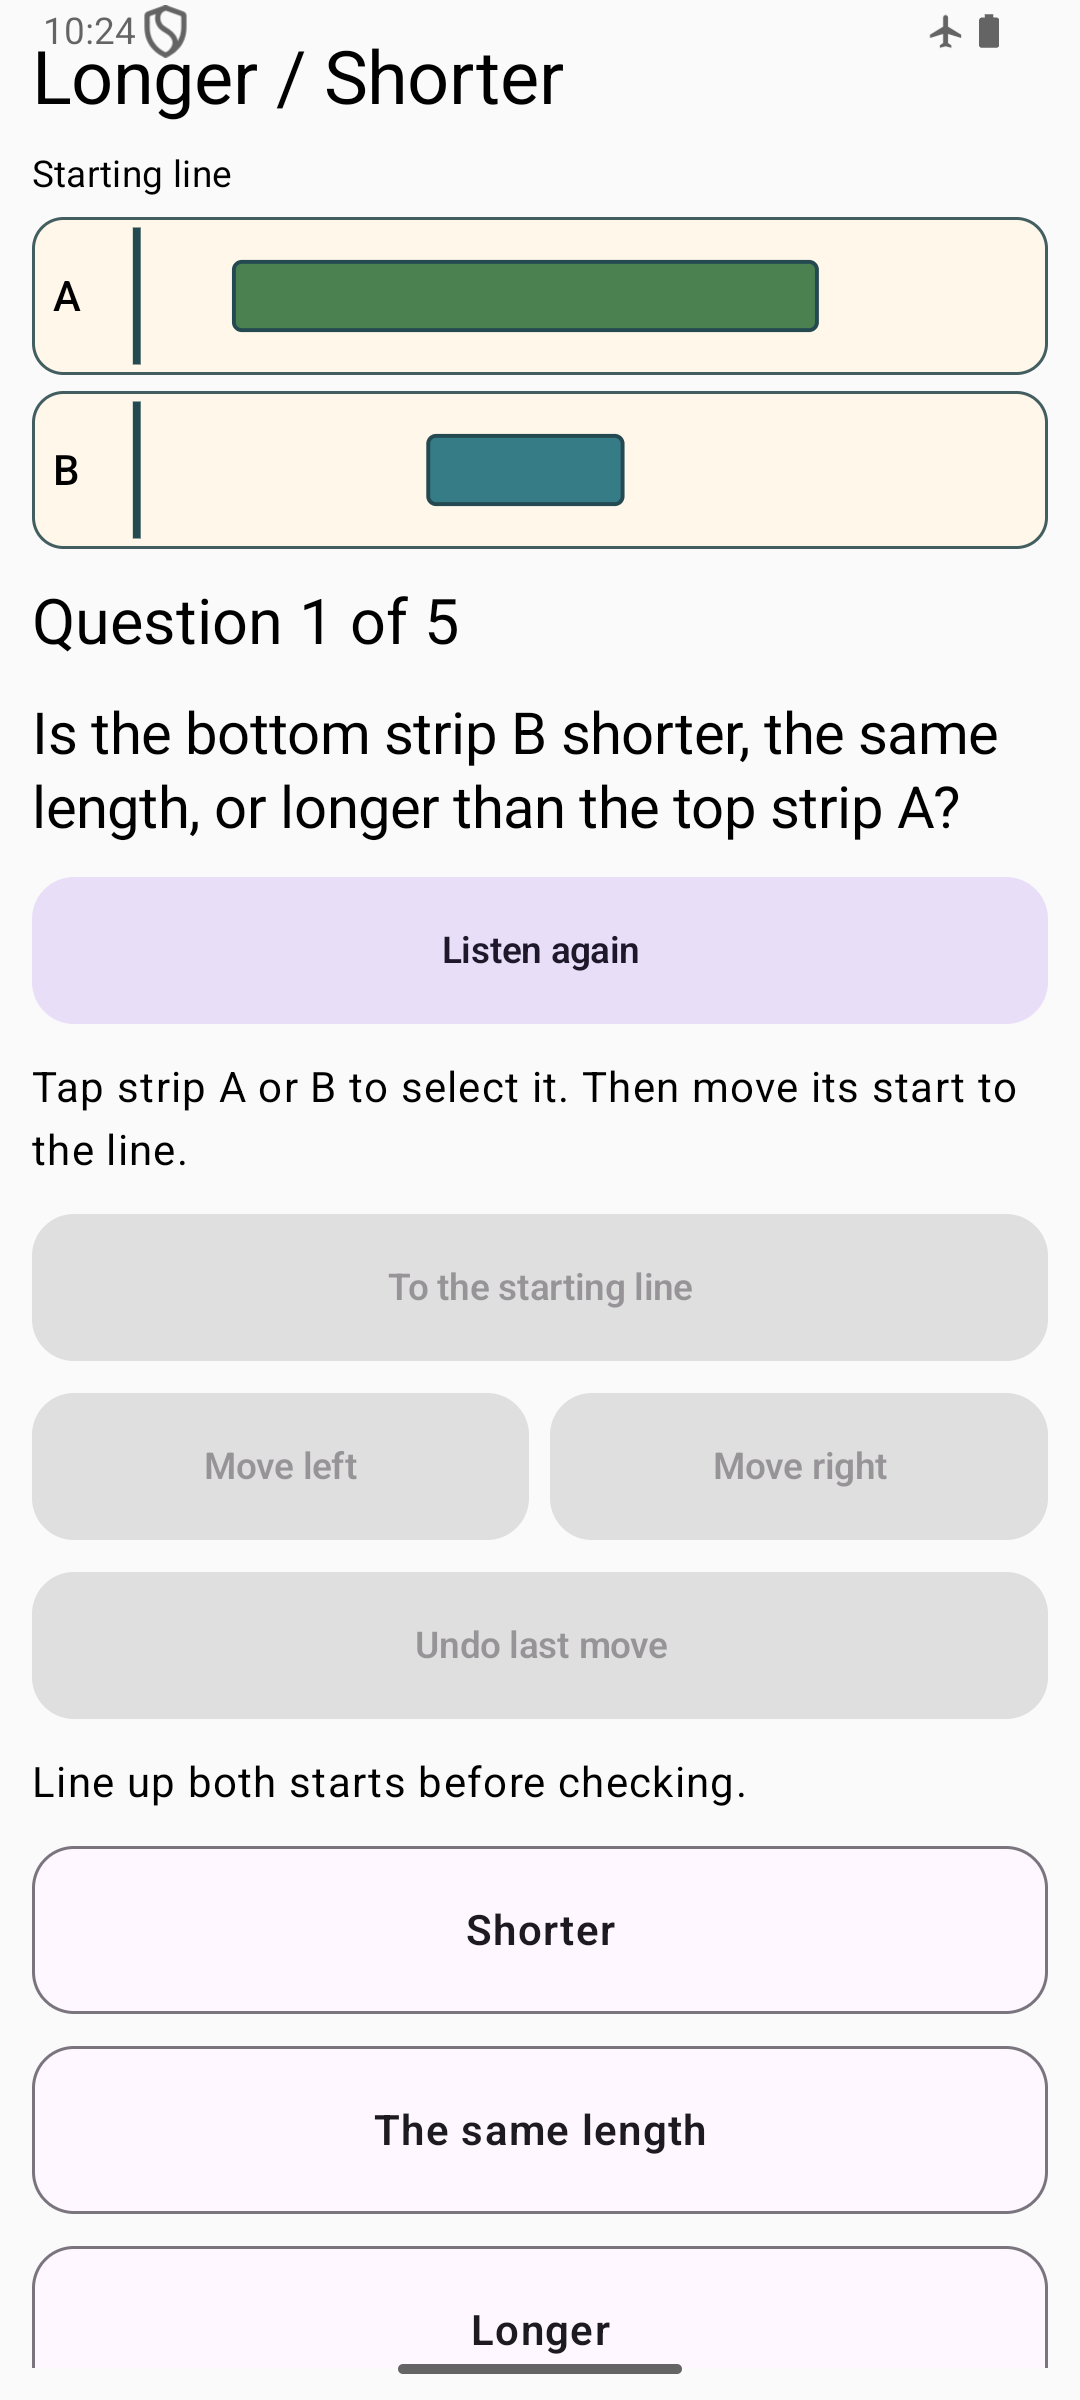 10:24
Longer / Shorter
Starting line
A
B
Question 1 of 5
Is the bottom strip B shorter, the same
length, or longer than the top strip A?
Listen again
Tap strip A or B to select it. Then move its start to
the line.
To the starting line
Move left
Move right
Undo last move
Line up both starts before checking.
Shorter
The same length
Longer